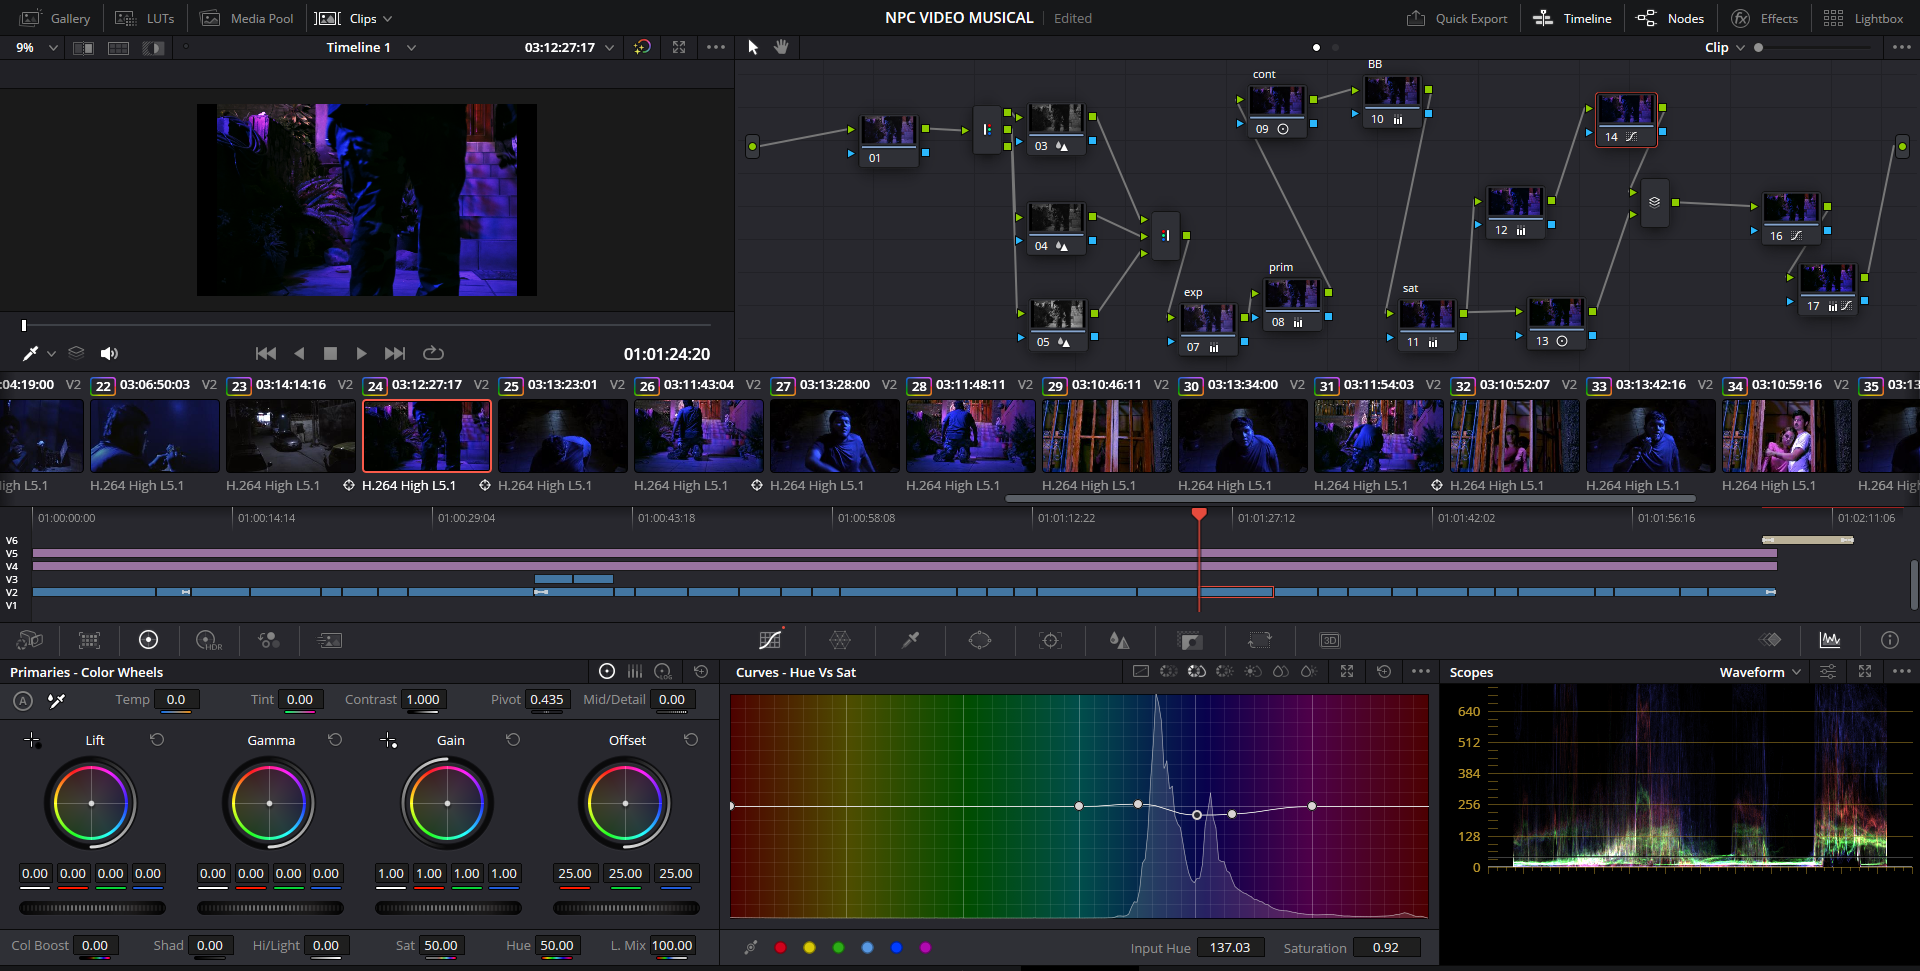 Gallery LUTs Media Pool Clips NPC VIDEO MUSICAL Edited Quick Export Timeline Nodes Effects Lightbox
9% Timeline 1 03:12:27:17 Clip
cont BB
09 10 14
01 03
04 12 16
exp prim sat 17
05 07 08 11 13
01:01:24:20
04:19:00 V2 22 03:06:50:03 V2 23 03:14:14:16 V2 24 03:12:27:17 V2 25 03:13:23:01 V2 26 03:11:43:04 V2 27 03:13:28:00 V2 28 03:11:48:11 V2 29 03:10:46:11 V2 30 03:13:34:00 V2 31 03:11:54:03 V2 32 03:10:52:07 V2 33 03:13:42:16 V2 34 03:10:59:16 V2 35 03:13
igh L5.1 H.264 High L5.1 H.264 High L5.1 H.264 High L5.1 H.264 High L5.1 H.264 High L5.1 H.264 High L5.1 H.264 High L5.1 H.264 High L5.1 H.264 High L5.1 H.264 High L5.1 H.264 High L5.1 H.264 High L5.1 H.264 High L5.1 H.264 Hig
01:00:00:00 01:00:14:14 01:00:29:04 01:00:43:18 01:00:58:08 01:01:12:22 01:01:27:12 01:01:42:02 01:01:56:16 01:02:11:06
V6
V5
V4
V3
V2
V1
HDR 3D
Primaries - Color Wheels LOG Curves - Hue Vs Sat Scopes Waveform
A Temp 0.0 Tint 0.00 Contrast 1.000 Pivot 0.435 Mid/Detail 0.00
Lift Gamma Gain Offset
640
512
384
256
128
0
0.00 0.00 0.00 0.00 0.00 0.00 0.00 0.00 1.00 1.00 1.00 1.00 25.00 25.00 25.00
Col Boost 0.00 Shad 0.00 Hi/Light 0.00 Sat 50.00 Hue 50.00 L. Mix 100.00
Input Hue 137.03 Saturation 0.92